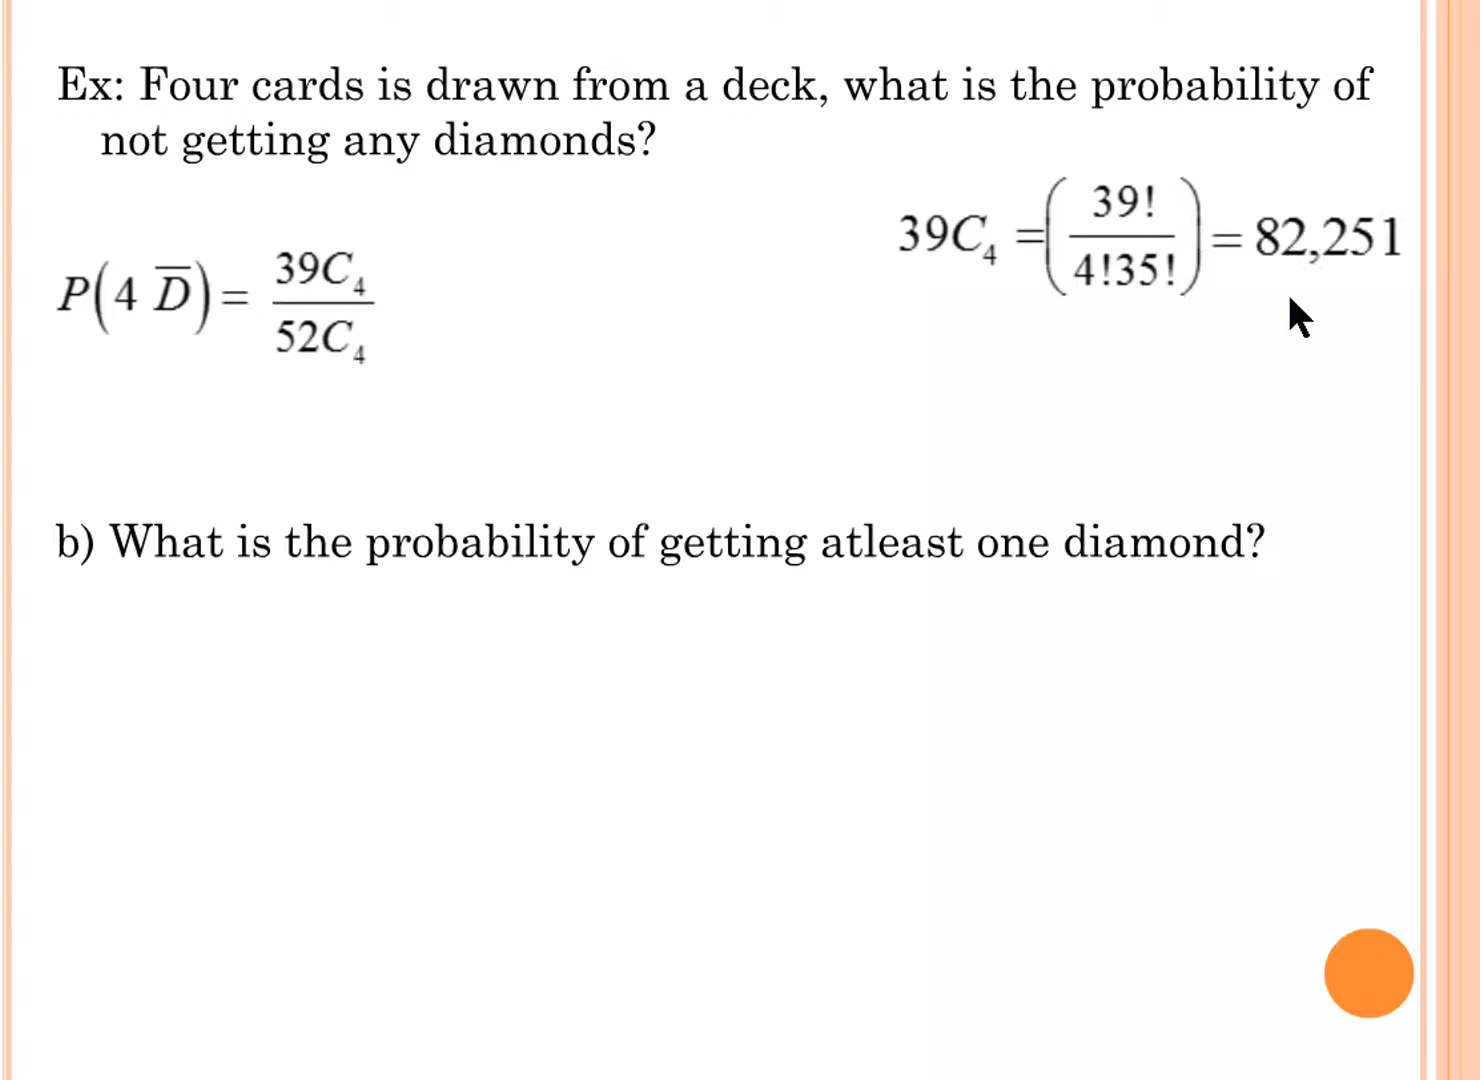 Ex: Four cards is drawn from a deck, what is the probability of
not getting any diamonds?
39C₄ = (39! / 4!35!) = 82,251
P(4 D̅) = 39C₄ / 52C₄
b) What is the probability of getting atleast one diamond?